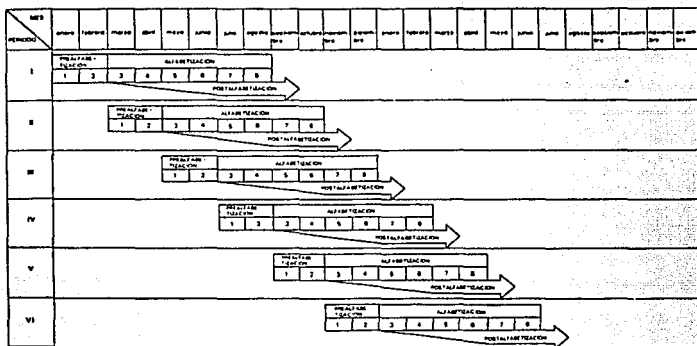 MES
PERIODO
enero febrero marzo abril mayo junio julio agosto septiembre octubre noviembre diciembre enero febrero marzo abril mayo junio julio agosto septiembre octubre noviembre diciembre
I
PREALFABETIZACION ALFABETIZACION
1 2 3 4 5 6 7 8
POSTALFABETIZACION
II
PREALFABETIZACION ALFABETIZACION
1 2 3 4 5 6 7 8
POSTALFABETIZACION
III
PREALFABETIZACION ALFABETIZACION
1 2 3 4 5 6 7 8
POSTALFABETIZACION
IV
PREALFABETIZACION ALFABETIZACION
1 2 3 4 5 6 7 8
POSTALFABETIZACION
V
PREALFABETIZACION ALFABETIZACION
1 2 3 4 5 6 7 8
POSTALFABETIZACION
VI
PREALFABETIZACION ALFABETIZACION
1 2 3 4 5 6 7 8
POSTALFABETIZACION